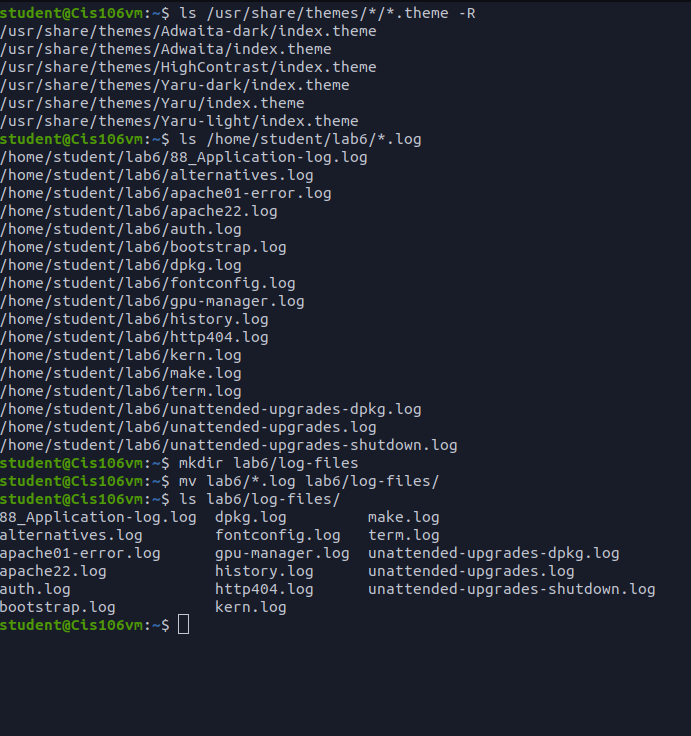 student@Cis106vm:~$ ls /usr/share/themes/*/*.theme -R
/usr/share/themes/Adwaita-dark/index.theme
/usr/share/themes/Adwaita/index.theme
/usr/share/themes/HighContrast/index.theme
/usr/share/themes/Yaru-dark/index.theme
/usr/share/themes/Yaru/index.theme
/usr/share/themes/Yaru-light/index.theme
student@Cis106vm:~$ ls /home/student/lab6/*.log
/home/student/lab6/88_Application-log.log
/home/student/lab6/alternatives.log
/home/student/lab6/apache01-error.log
/home/student/lab6/apache22.log
/home/student/lab6/auth.log
/home/student/lab6/bootstrap.log
/home/student/lab6/dpkg.log
/home/student/lab6/fontconfig.log
/home/student/lab6/gpu-manager.log
/home/student/lab6/history.log
/home/student/lab6/http404.log
/home/student/lab6/kern.log
/home/student/lab6/make.log
/home/student/lab6/term.log
/home/student/lab6/unattended-upgrades-dpkg.log
/home/student/lab6/unattended-upgrades.log
/home/student/lab6/unattended-upgrades-shutdown.log
student@Cis106vm:~$ mkdir lab6/log-files
student@Cis106vm:~$ mv lab6/*.log lab6/log-files/
student@Cis106vm:~$ ls lab6/log-files/
88_Application-log.log  dpkg.log         make.log
alternatives.log        fontconfig.log   term.log
apache01-error.log      gpu-manager.log  unattended-upgrades-dpkg.log
apache22.log            history.log      unattended-upgrades.log
auth.log                http404.log      unattended-upgrades-shutdown.log
bootstrap.log           kern.log
student@Cis106vm:~$